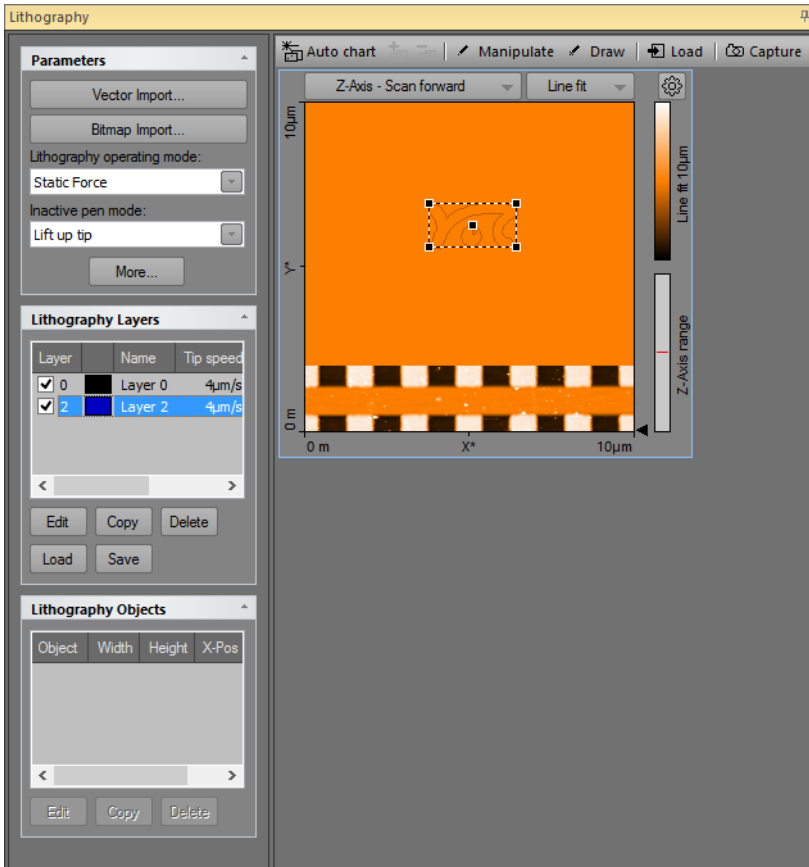 Lithography
Parameters
Vector Import...
Bitmap Import...
Lithography operating mode:
Static Force
Inactive pen mode:
Lift up tip
More...
Lithography Layers
Layer Name Tip speed
0 Layer 0 4µm/s
2 Layer 2 4µm/s
Edit Copy Delete
Load Save
Lithography Objects
Object Width Height X-Pos
Edit Copy Delete
Auto chart Manipulate Draw Load Capture
Z-Axis - Scan forward Line fit
10µm
Y*
0 m
0 m X* 10µm
Line fit 10µm
Z-Axis range